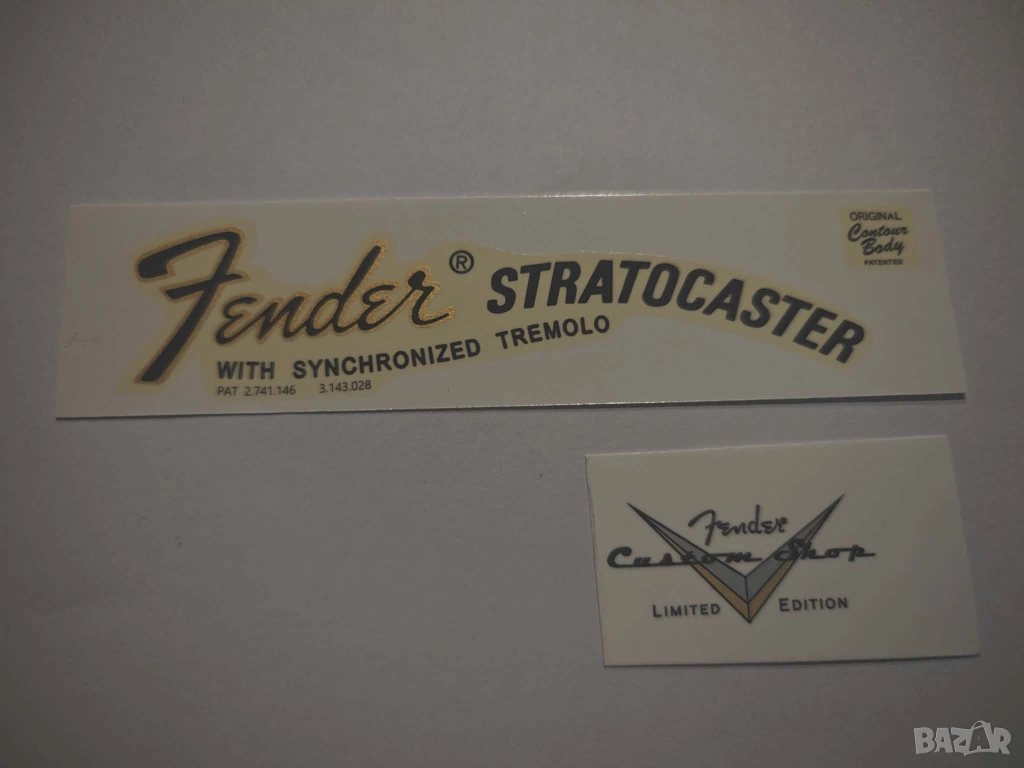 Fender® STRATOCASTER
WITH SYNCHRONIZED TREMOLO
PAT 2.741.146 3.143.028
ORIGINAL
Contour
Body
PATENTED
Fender
Custom Shop
LIMITED EDITION
BAZAR